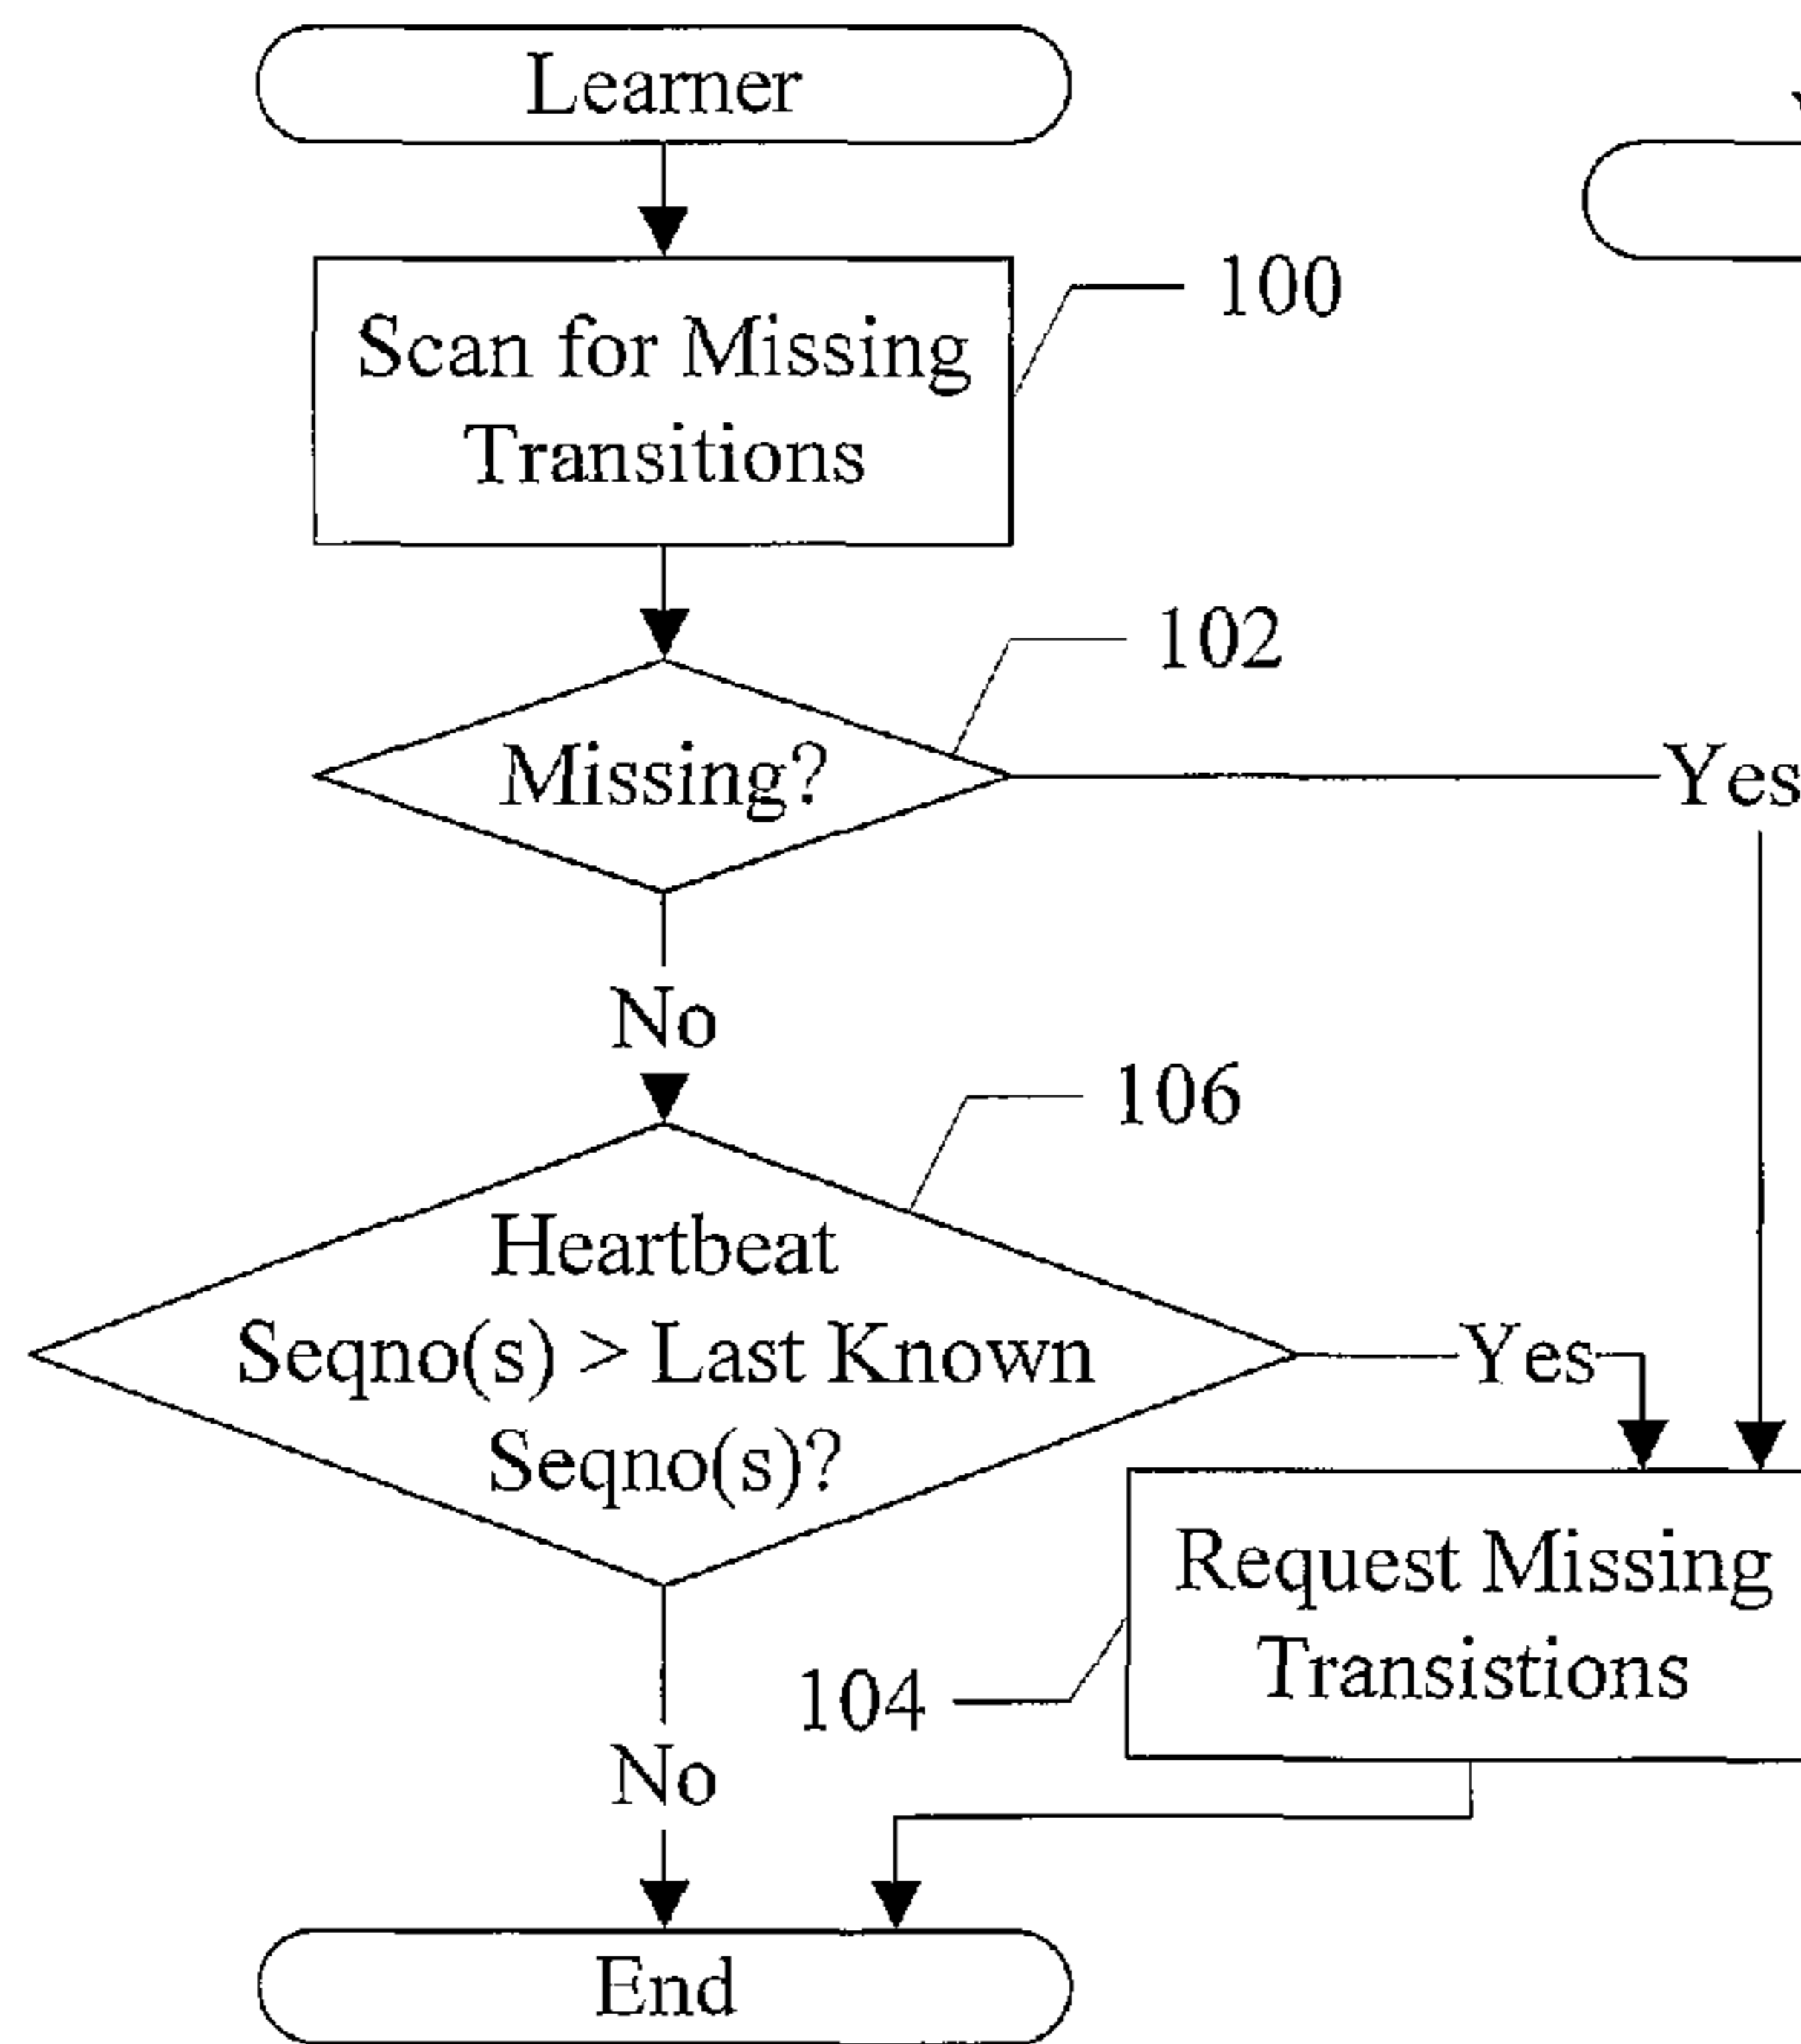 Learner
100
Scan for Missing
Transitions
102
Missing?
Yes
No
106
Heartbeat
Seqno(s) > Last Known
Seqno(s)?
Yes
Request Missing
Transistions
104
No
End